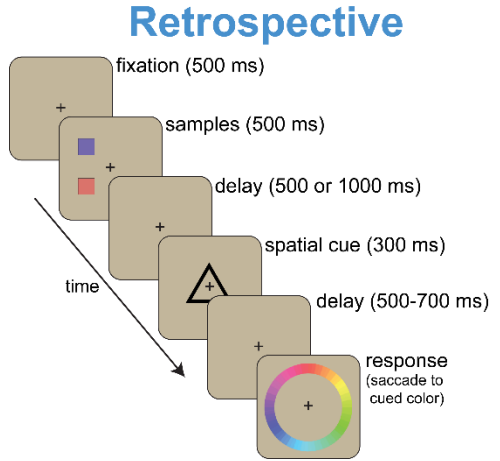 Retrospective
fixation (500 ms)
samples (500 ms)
delay (500 or 1000 ms)
spatial cue (300 ms)
delay (500-700 ms)
response
(saccade to
cued color)
time